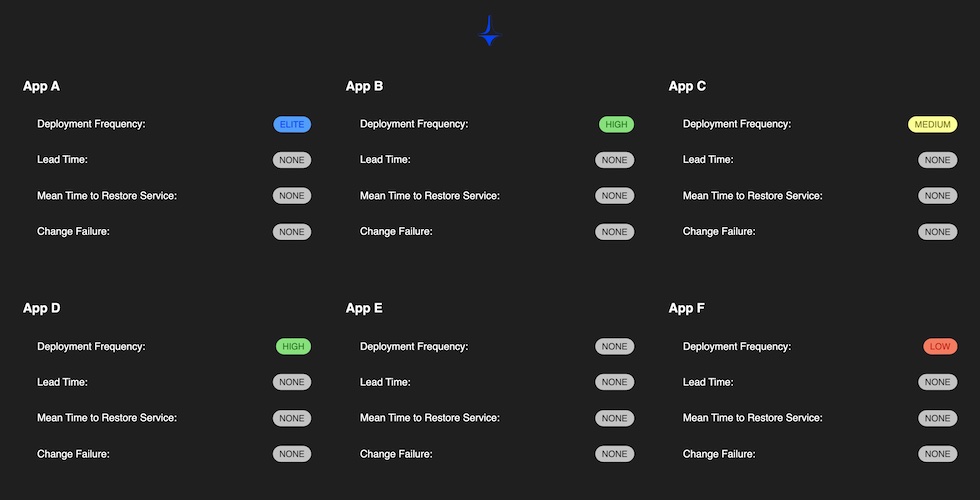 App A
Deployment Frequency: ELITE
Lead Time: NONE
Mean Time to Restore Service: NONE
Change Failure: NONE
App B
Deployment Frequency: HIGH
Lead Time: NONE
Mean Time to Restore Service: NONE
Change Failure: NONE
App C
Deployment Frequency: MEDIUM
Lead Time: NONE
Mean Time to Restore Service: NONE
Change Failure: NONE
App D
Deployment Frequency: HIGH
Lead Time: NONE
Mean Time to Restore Service: NONE
Change Failure: NONE
App E
Deployment Frequency: NONE
Lead Time: NONE
Mean Time to Restore Service: NONE
Change Failure: NONE
App F
Deployment Frequency: LOW
Lead Time: NONE
Mean Time to Restore Service: NONE
Change Failure: NONE